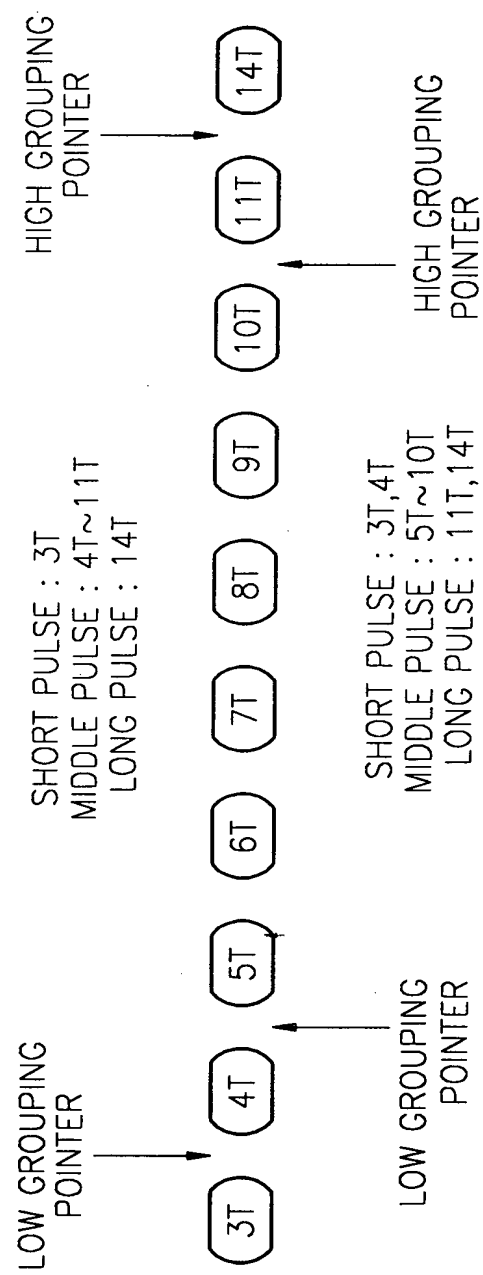 LOW GROUPING
POINTER
SHORT PULSE : 3T
MIDDLE PULSE : 4T~11T
LONG PULSE : 14T
HIGH GROUPING
POINTER
3T 4T 5T 6T 7T 8T 9T 10T 11T 14T
LOW GROUPING
POINTER
SHORT PULSE : 3T,4T
MIDDLE PULSE : 5T~10T
LONG PULSE : 11T,14T
HIGH GROUPING
POINTER